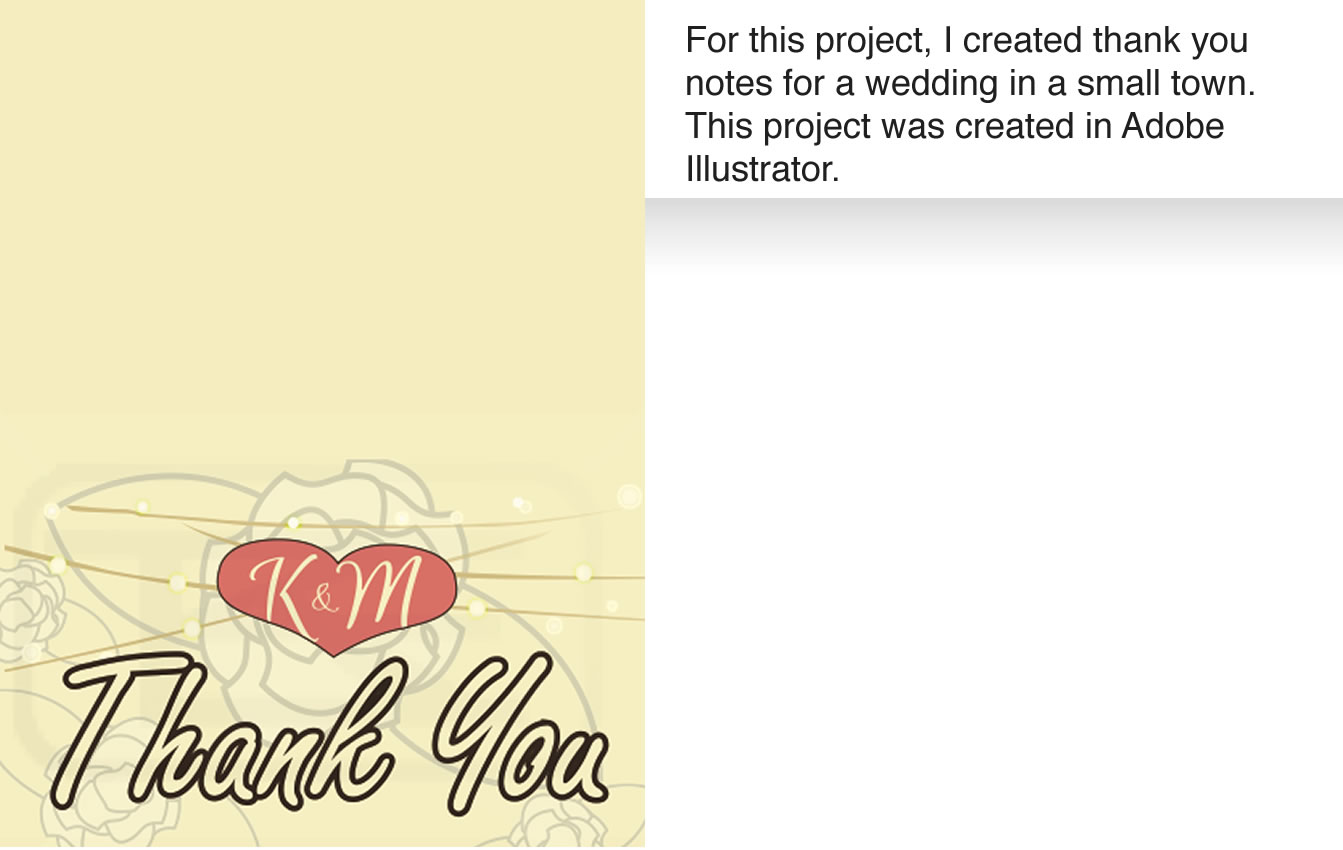 For this project, I created thank you
notes for a wedding in a small town.
This project was created in Adobe
Illustrator.
K & M
Thank You